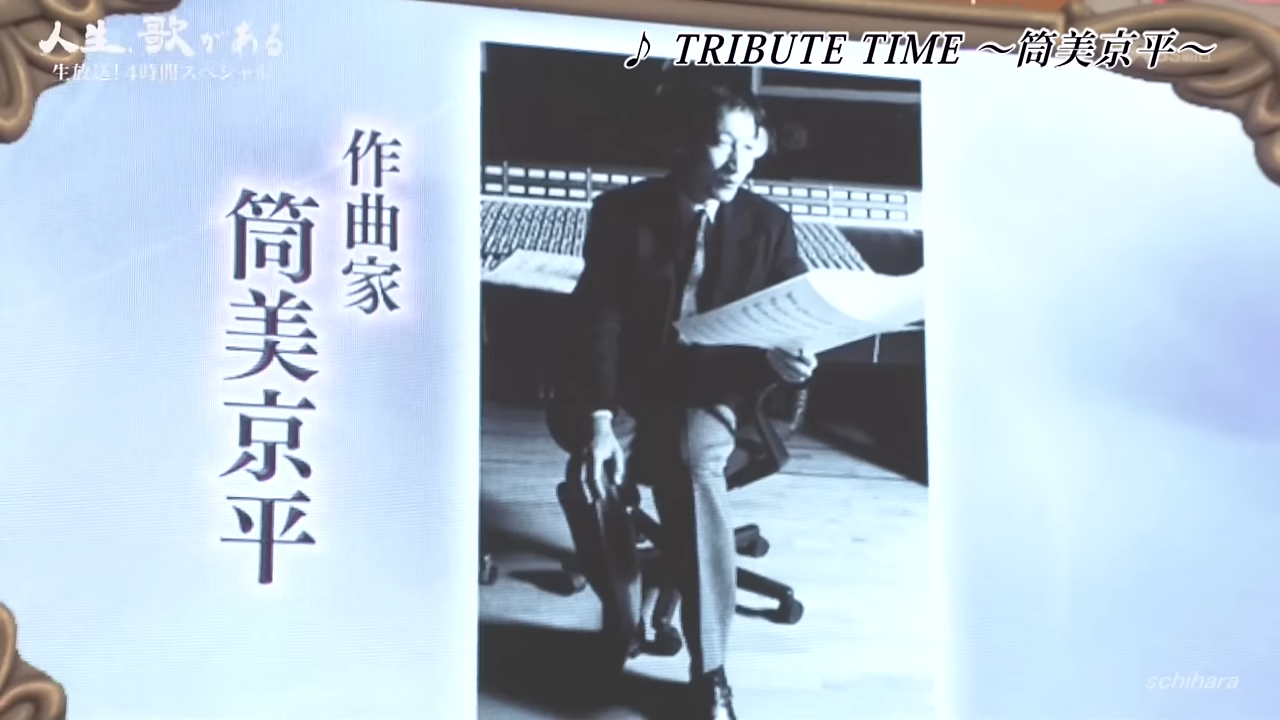 人生、歌がある
生放送!4時間スペシャル
♪ TRIBUTE TIME ～筒美京平～
作曲家
筒美京平
schihara